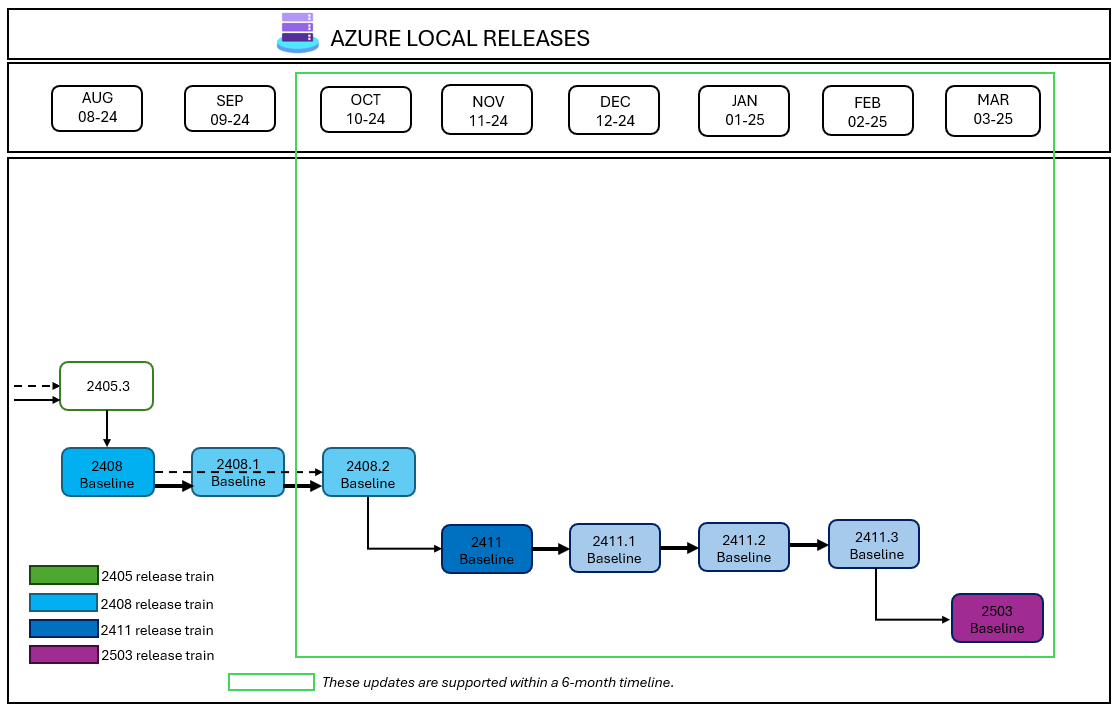 AZURE LOCAL RELEASES
AUG
08-24
SEP
09-24
OCT
10-24
NOV
11-24
DEC
12-24
JAN
01-25
FEB
02-25
MAR
03-25
2405.3
2408
Baseline
2408.1
Baseline
2408.2
Baseline
2411
Baseline
2411.1
Baseline
2411.2
Baseline
2411.3
Baseline
2503
Baseline
2405 release train
2408 release train
2411 release train
2503 release train
These updates are supported within a 6-month timeline.